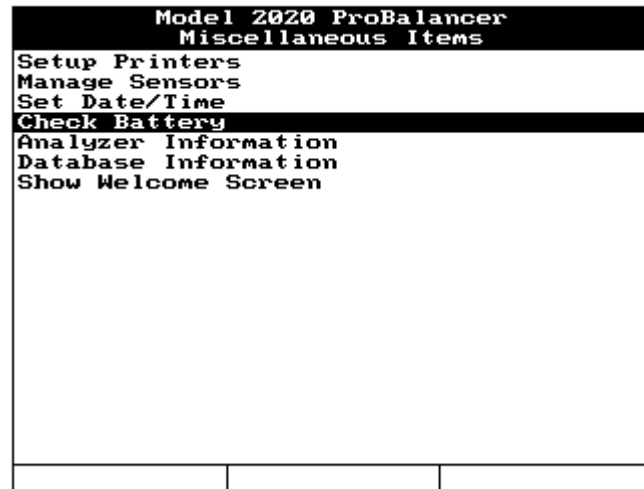 Model 2020 ProBalancer
Miscellaneous Items
Setup Printers
Manage Sensors
Set Date/Time
Check Battery
Analyzer Information
Database Information
Show Welcome Screen